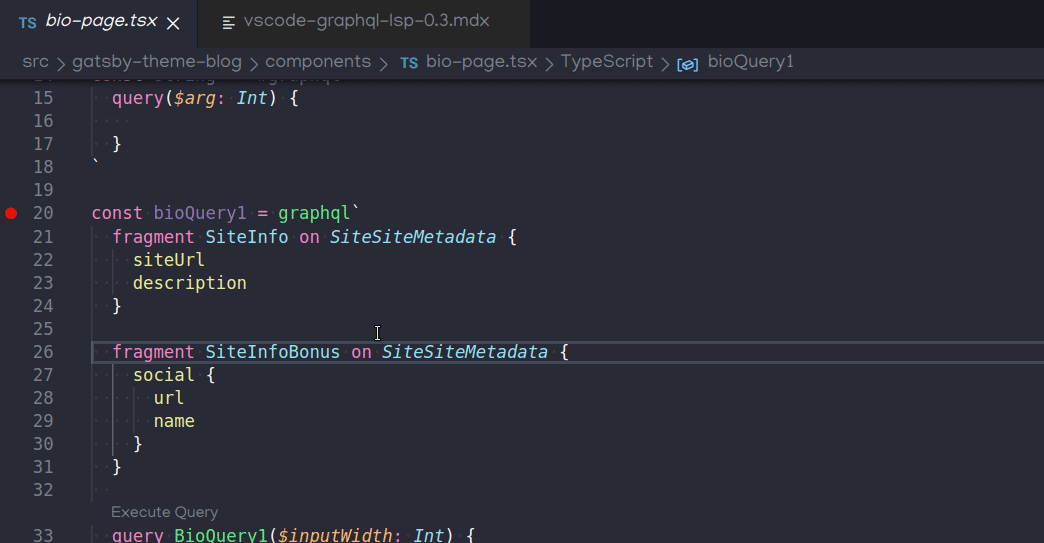 TS bio-page.tsx vscode-graphql-lsp-0.3.mdx
src > gatsby-theme-blog > components > TS bio-page.tsx > TypeScript > bioQuery1
15 query($arg: Int) {
16
17 }
18 `
19
20 const bioQuery1 = graphql`
21 fragment SiteInfo on SiteSiteMetadata {
22 siteUrl
23 description
24 }
25
26 fragment SiteInfoBonus on SiteSiteMetadata {
27 social {
28 url
29 name
30 }
31 }
32
Execute Query
33 query BioQuery1($inputWidth: Int) {